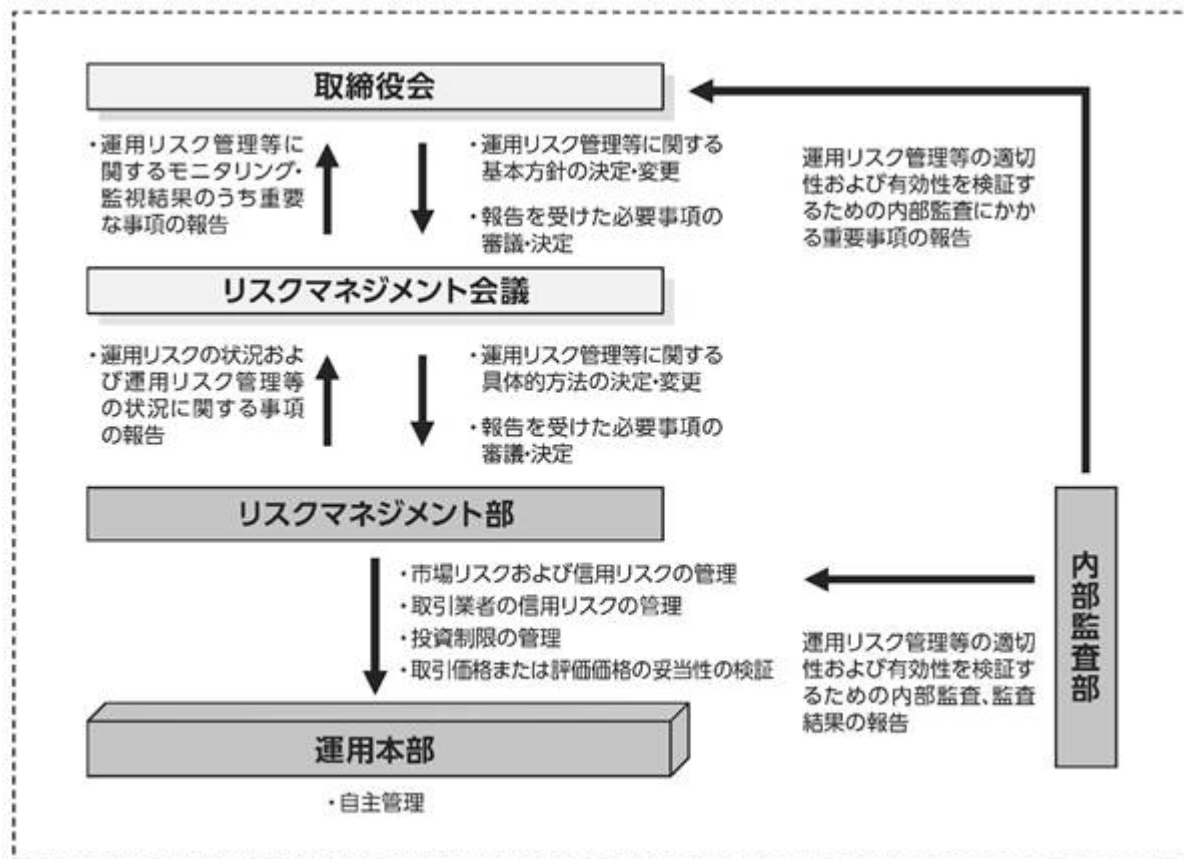 取締役会
・運用リスク管理等に
関するモニタリング・
監視結果のうち重要
な事項の報告
・運用リスク管理等に関する
基本方針の決定・変更
・報告を受けた必要事項の
審議・決定
運用リスク管理等の適切
性および有効性を検証す
るための内部監査にかか
る重要事項の報告
リスクマネジメント会議
・運用リスクの状況およ
び運用リスク管理等
の状況に関する事項
の報告
・運用リスク管理等に関する
具体的方法の決定・変更
・報告を受けた必要事項の
審議・決定
リスクマネジメント部
・市場リスクおよび信用リスクの管理
・取引業者の信用リスクの管理
・投資制限の管理
・取引価格または評価価格の妥当性の検証
運用リスク管理等の適切
性および有効性を検証す
るための内部監査、監査
結果の報告
内部監査部
運用本部
・自主管理